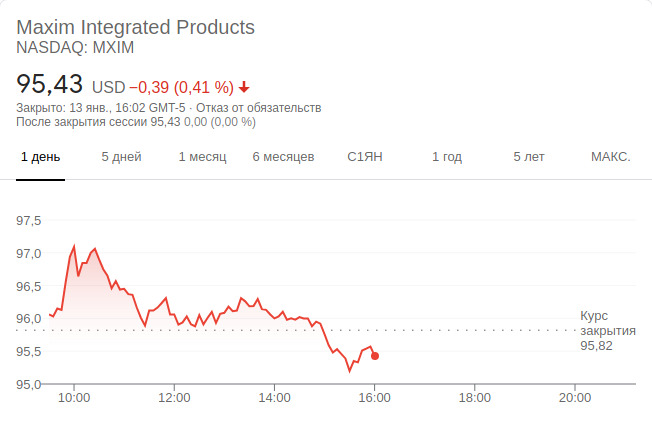 Maxim Integrated Products
NASDAQ: MXIM
95,43 USD −0,39 (0,41 %)
Закрыто: 13 янв., 16:02 GMT-5 · Отказ от обязательств
После закрытия сессии 95,43 0,00 (0,00 %)
1 день 5 дней 1 месяц 6 месяцев С1ЯН 1 год 5 лет МАКС.
97,5
97,0
96,5
96,0
95,5
95,0
Курс
закрытия
95,82
10:00 12:00 14:00 16:00 18:00 20:00